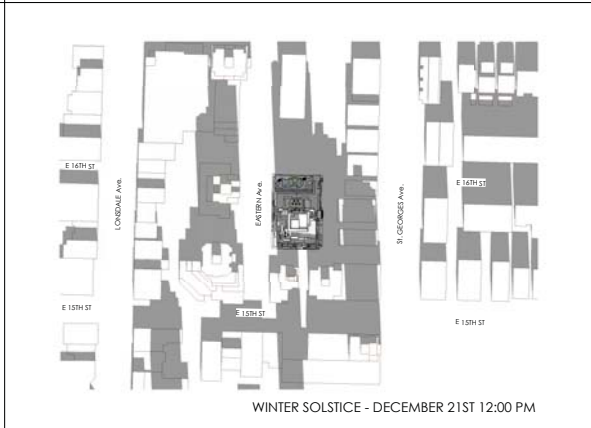 E 16TH ST
LONSDALE Ave.
EASTERN Ave.
St. GEORGES Ave.
E 16TH ST
E 15TH ST
E 15TH ST
E 15TH ST
WINTER SOLSTICE - DECEMBER 21ST 12:00 PM